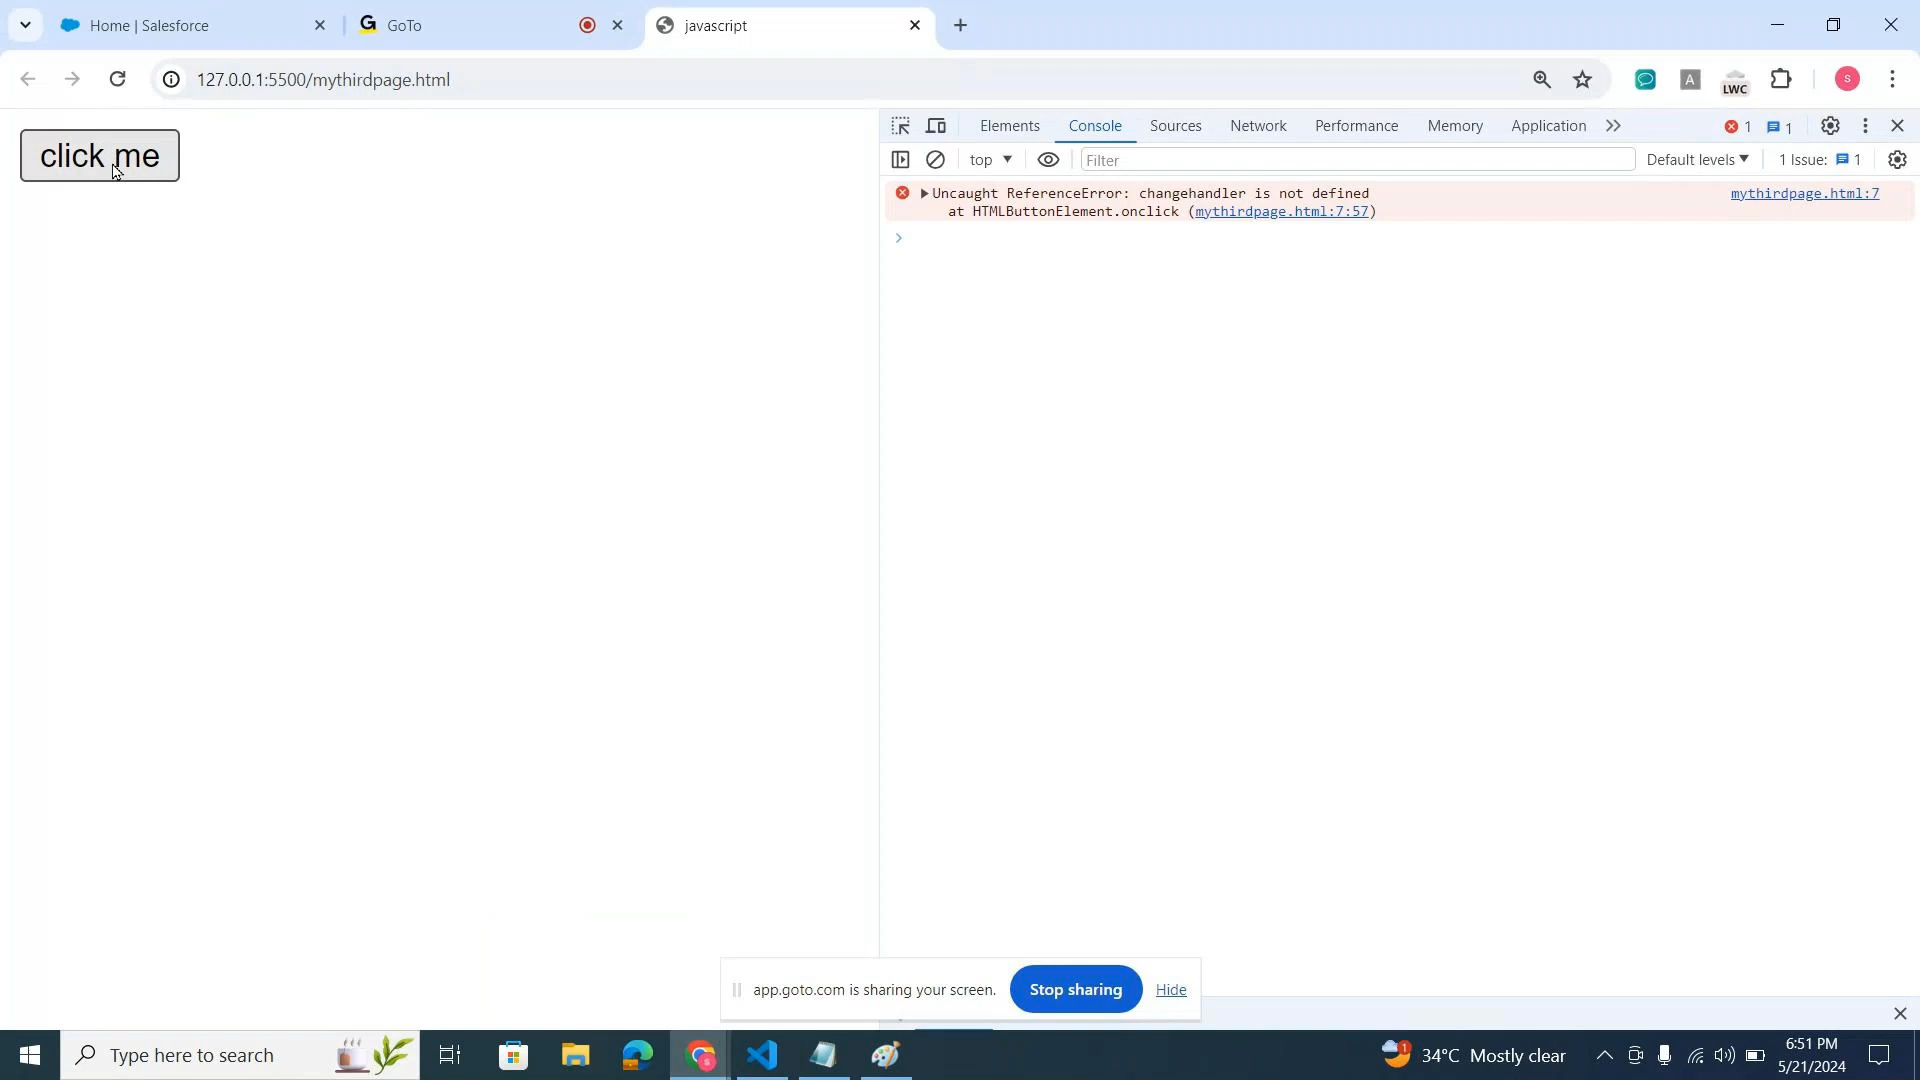 Home | Salesforce
GoTo
javascript
127.0.0.1:5500/mythirdpage.html
A
LWC
S
click me
Elements
Console
Sources
Network
Performance
Memory
Application
1
1
top
Filter
Default levels
1 Issue:
1
Uncaught ReferenceError: changehandler is not defined
mythirdpage.html:7
at HTMLButtonElement.onclick (mythirdpage.html:7:57)
app.goto.com is sharing your screen.
Stop sharing
Hide
Type here to search
1
34°C Mostly clear
6:51 PM
5/21/2024